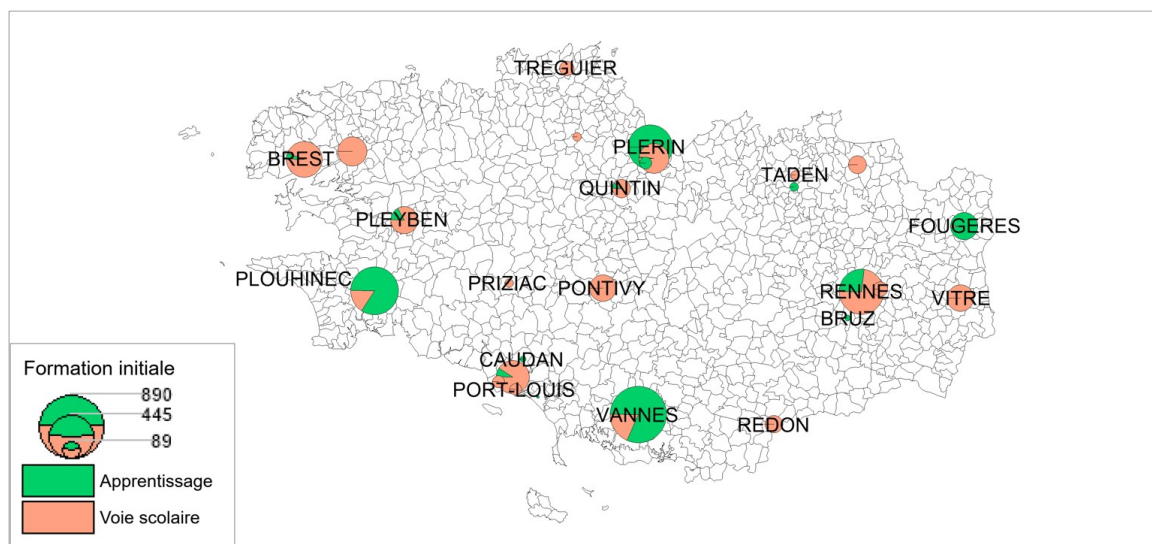 TREGUIER
PLERIN
BREST
TADEN
QUINTIN
PLEYBEN
FOUGERES
PLOUHINEC
PRIZIAC
PONTIVY
RENNES
VITRE
BRUZ
CAUDAN
PORT-LOUIS
VANNES
REDON
Formation initiale
890
445
89
Apprentissage
Voie scolaire